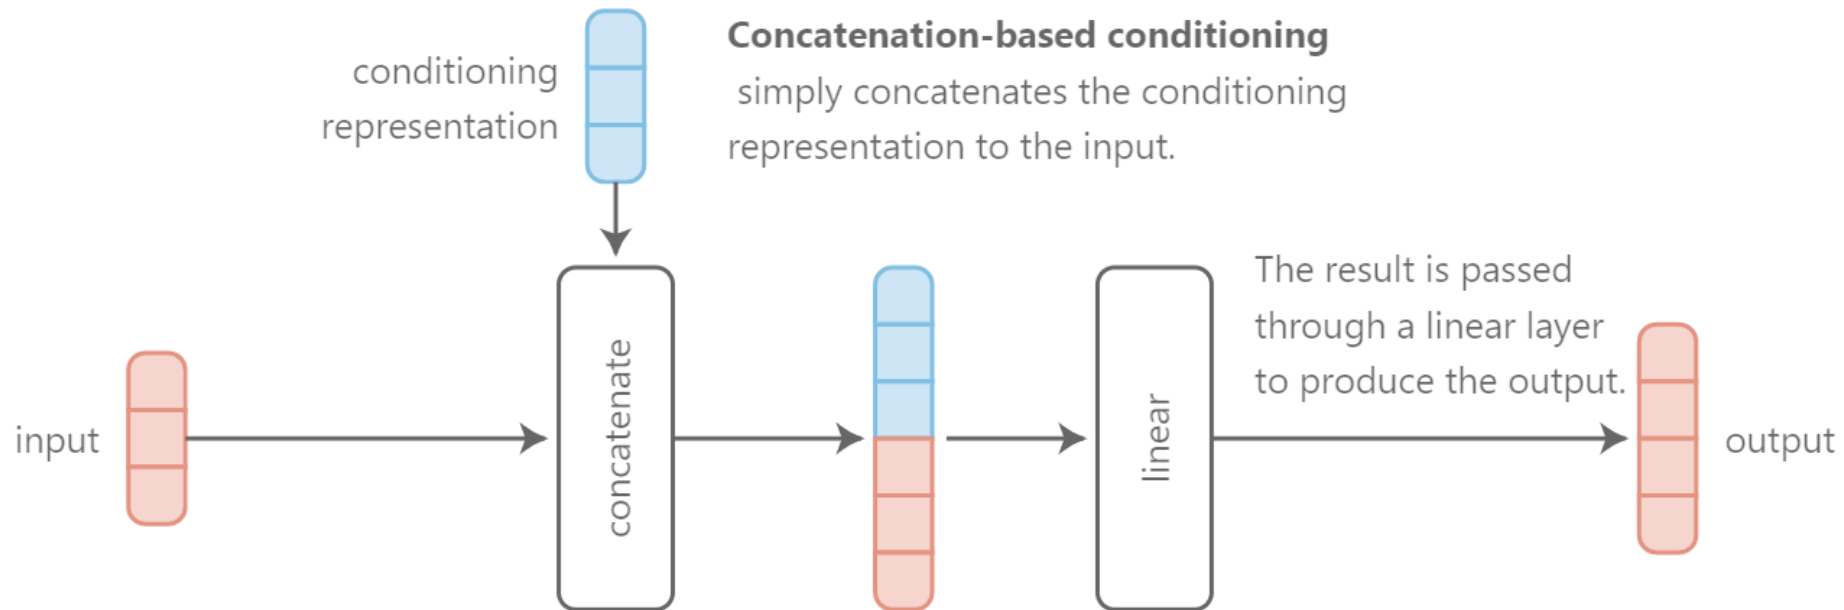 conditioning
representation
Concatenation-based conditioning
simply concatenates the conditioning
representation to the input.
input
concatenate
linear
The result is passed
through a linear layer
to produce the output.
output